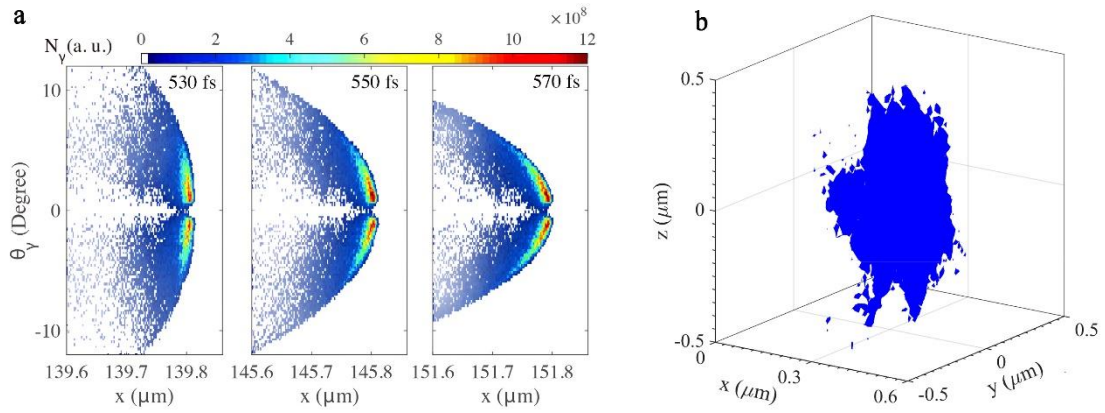 a
N_γ(a. u.) 0 2 4 6 8 10 12 ×10^8
530 fs 550 fs 570 fs
θ_γ (Degree)
10
0
-10
139.6 139.7 139.8 145.6 145.7 145.8 151.6 151.7 151.8
x (μm) x (μm) x (μm)
b
z (μm)
0.5
0
-0.5
0 0.3 0.6
x (μm)
-0.5 0 0.5
y (μm)